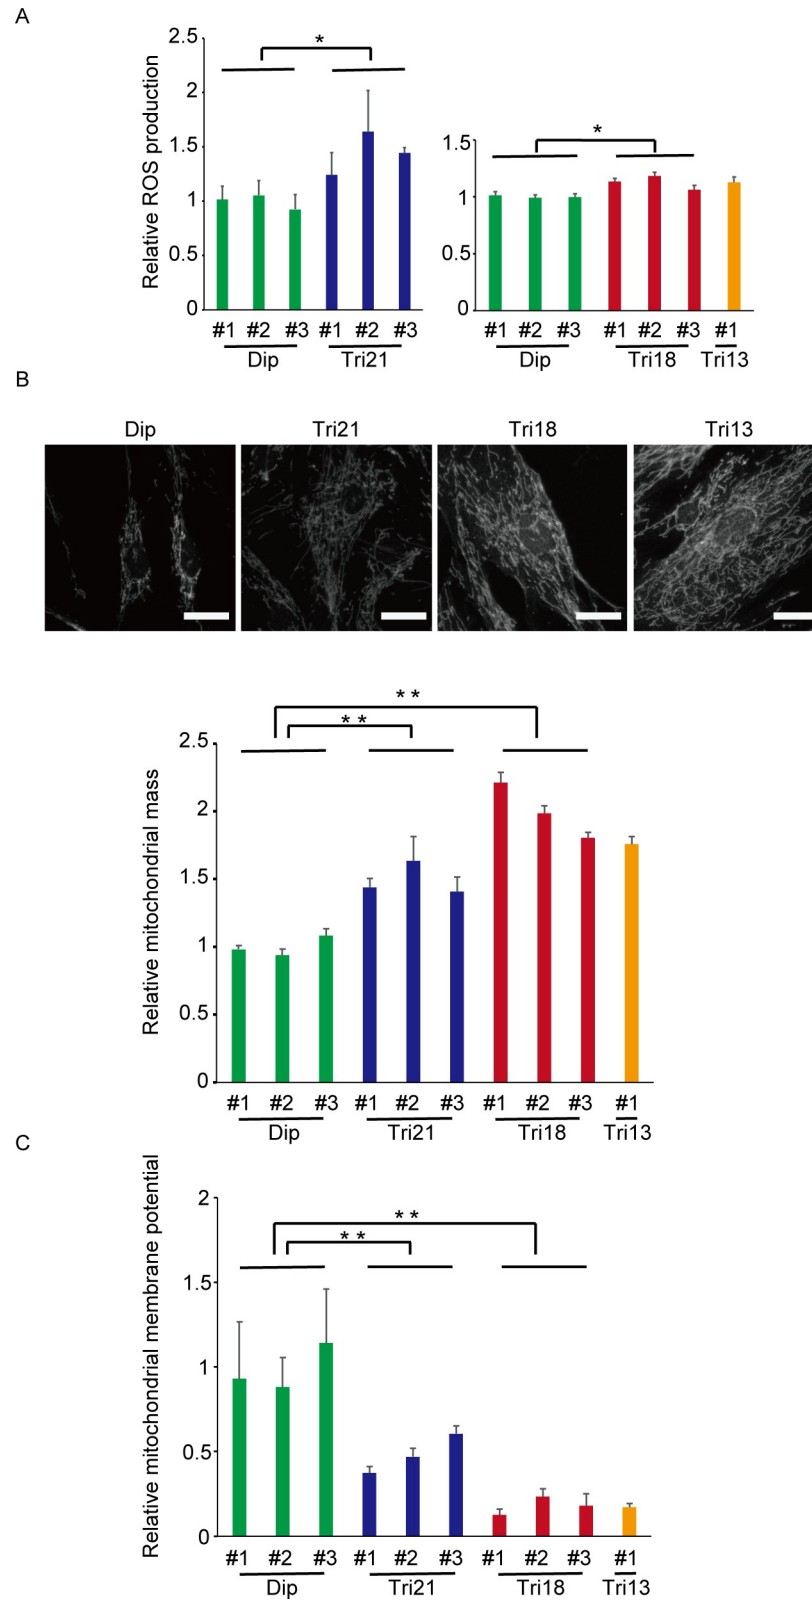 A
Relative ROS production
2.5
2
1.5
1
0.5
0
*
#1 #2 #3 #1 #2 #3
Dip Tri21
1.5
1
0.5
0
*
#1 #2 #3 #1 #2 #3 #1
Dip Tri18 Tri13
B
Dip Tri21 Tri18 Tri13
Relative mitochondrial mass
2.5
2
1.5
1
0.5
0
* *
* *
#1 #2 #3 #1 #2 #3 #1 #2 #3 #1
Dip Tri21 Tri18 Tri13
C
Relative mitochondrial membrane potential
2
1.5
1
0.5
0
* *
* *
#1 #2 #3 #1 #2 #3 #1 #2 #3 #1
Dip Tri21 Tri18 Tri13